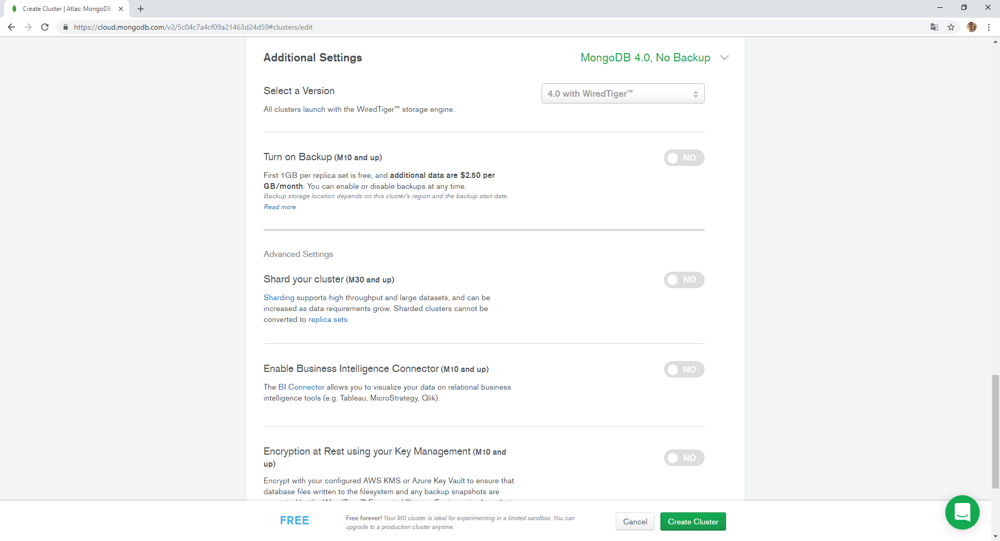 Create Cluster | Atlas: MongoDB
https://cloud.mongodb.com/v2/5c04c7a4cf09a21463d24d59#clusters/edit
Additional Settings
MongoDB 4.0, No Backup
Select a Version
4.0 with WiredTiger™
All clusters launch with the WiredTiger™ storage engine.
Turn on Backup (M10 and up)
NO
First 1GB per replica set is free, and additional data are $2.50 per
GB/month. You can enable or disable backups at any time.
Backup storage location depends on this cluster's region and the backup start date.
Read more
Advanced Settings
Shard your cluster (M30 and up)
NO
Sharding supports high throughput and large datasets, and can be
increased as data requirements grow. Sharded clusters cannot be
converted to replica sets.
Enable Business Intelligence Connector (M10 and up)
NO
The BI Connector allows you to visualize your data on relational business
intelligence tools (e.g. Tableau, MicroStrategy, Qlik).
Encryption at Rest using your Key Management (M10 and
up)
NO
Encrypt with your configured AWS KMS or Azure Key Vault to ensure that
database files written to the filesystem and any backup snapshots are
FREE
Free forever! Your M0 cluster is ideal for experimenting in a limited sandbox. You can
upgrade to a production cluster anytime.
Cancel
Create Cluster